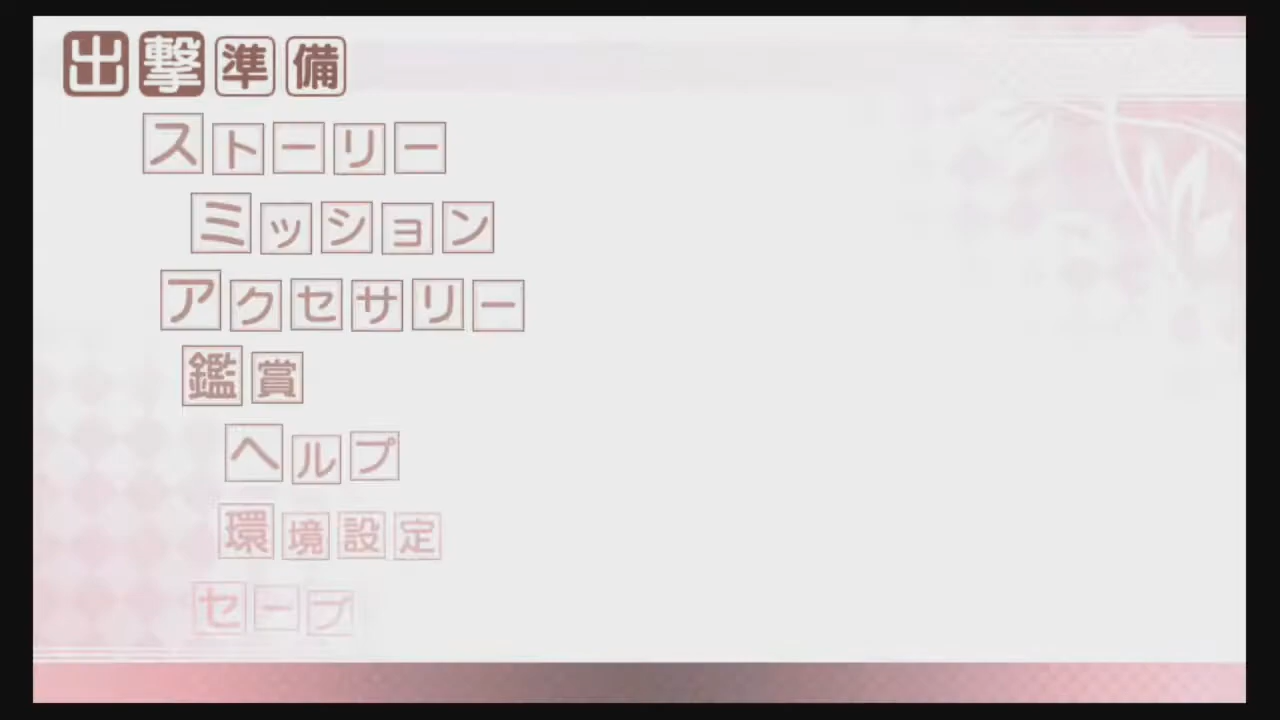 出撃準備
ストーリー
ミッション
アクセサリー
鑑賞
ヘルプ
環境設定
セーブ